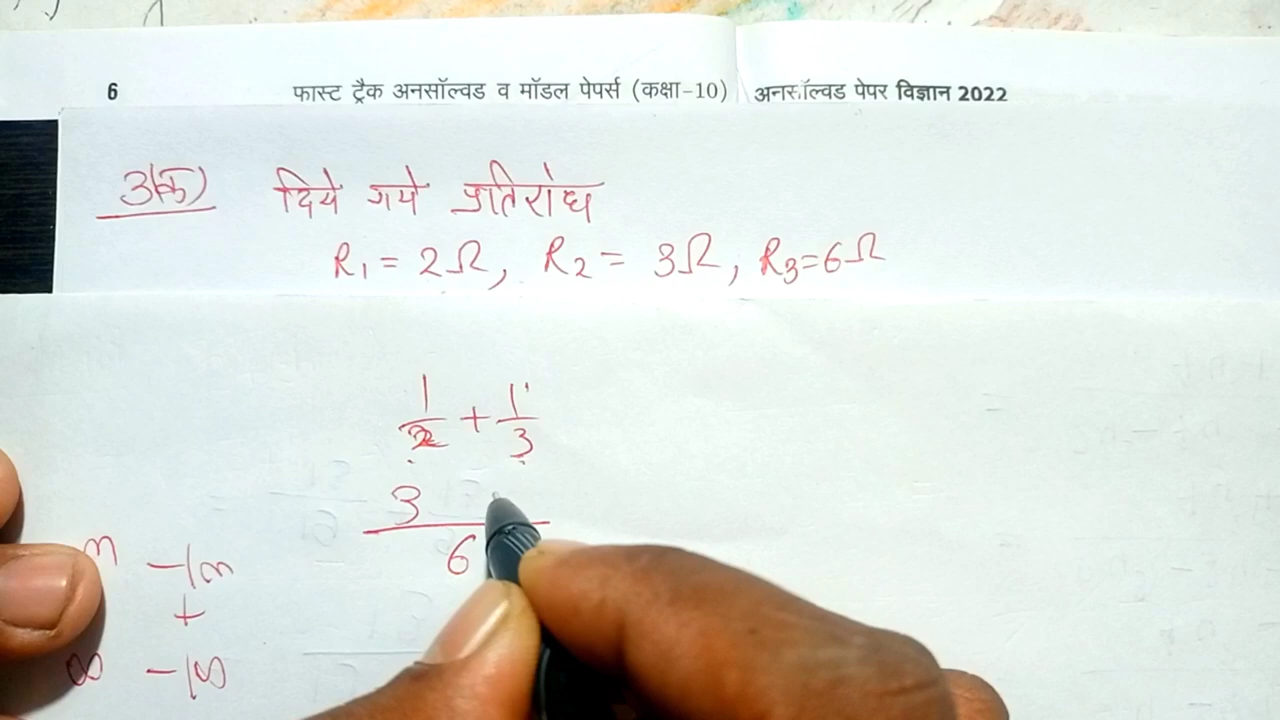 6 फास्ट ट्रैक अनसॉल्वड व मॉडल पेपर्स (कक्षा-10) अनसॉल्वड पेपर विज्ञान 2022
3(क) दिये गये प्रतिरोध
R₁ = 2Ω, R₂ = 3Ω, R₃=6Ω
1/2 + 1/3
3
6